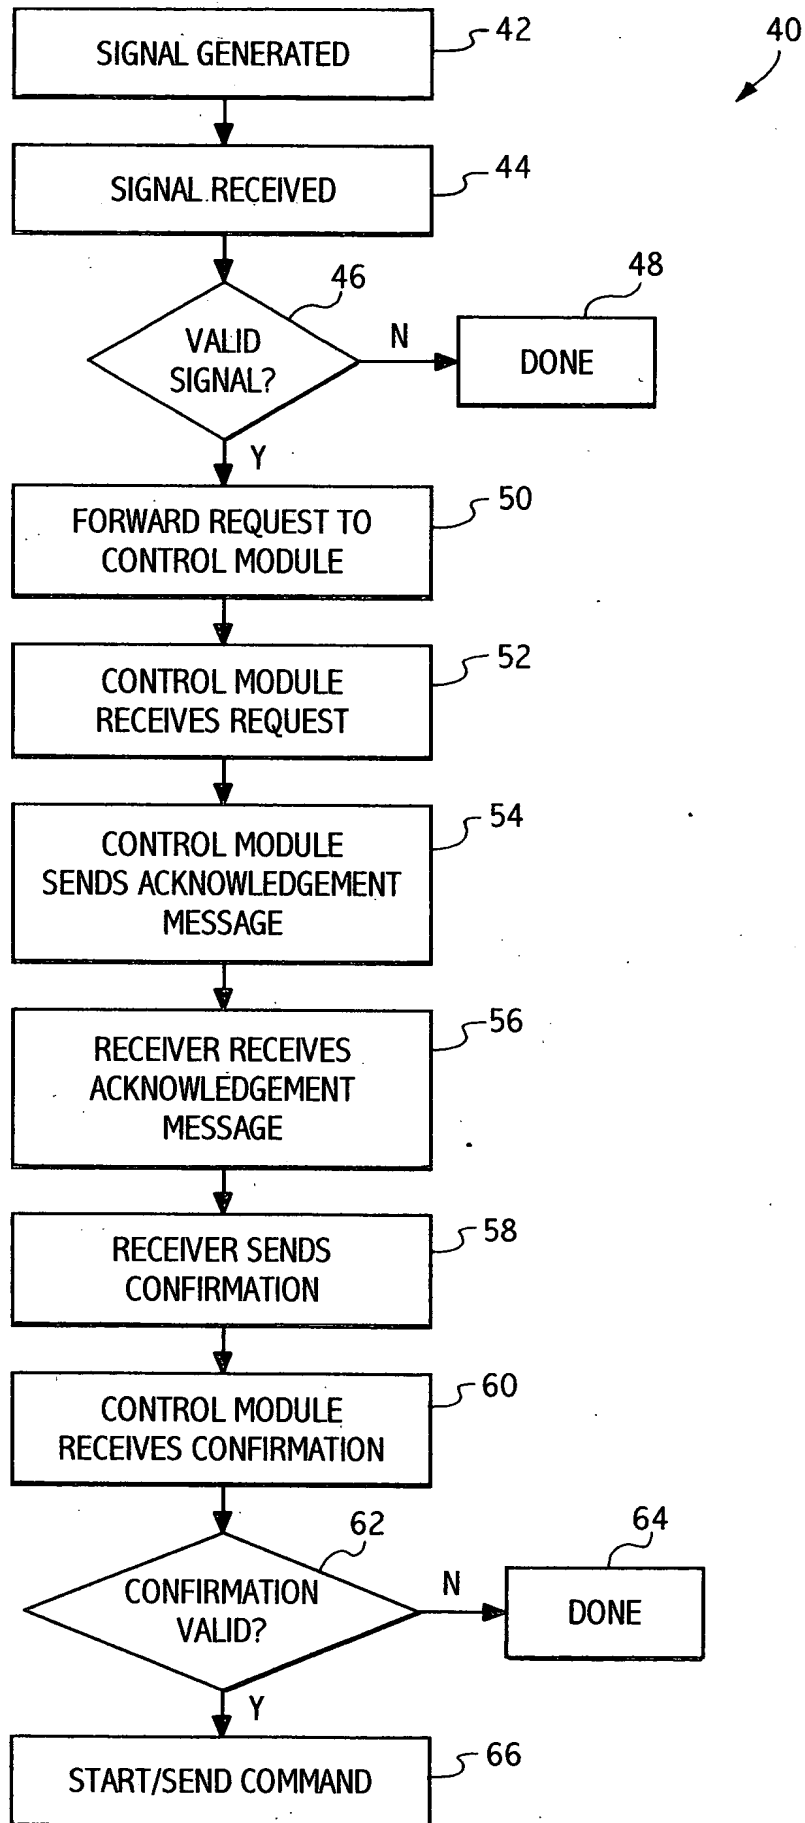 SIGNAL GENERATED
42
40
SIGNAL RECEIVED
44
46
VALID
SIGNAL?
N
48
DONE
Y
FORWARD REQUEST TO
CONTROL MODULE
50
CONTROL MODULE
RECEIVES REQUEST
52
CONTROL MODULE
SENDS ACKNOWLEDGEMENT
MESSAGE
54
RECEIVER RECEIVES
ACKNOWLEDGEMENT
MESSAGE
56
RECEIVER SENDS
CONFIRMATION
58
CONTROL MODULE
RECEIVES CONFIRMATION
60
62
CONFIRMATION
VALID?
N
64
DONE
Y
START/SEND COMMAND
66